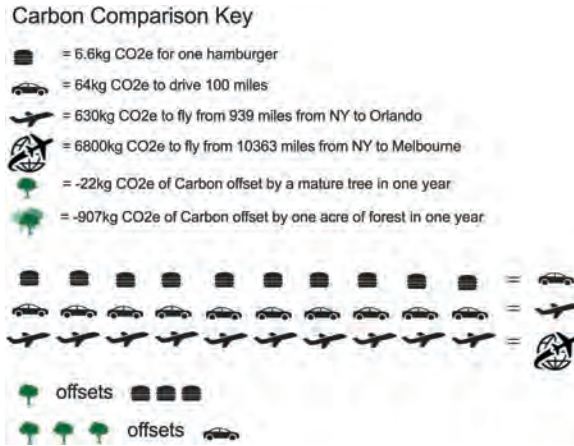 Carbon Comparison Key
= 6.6kg CO2e for one hamburger
= 64kg CO2e to drive 100 miles
= 630kg CO2e to fly from 939 miles from NY to Orlando
= 6800kg CO2e to fly from 10363 miles from NY to Melbourne
= -22kg CO2e of Carbon offset by a mature tree in one year
= -907kg CO2e of Carbon offset by one acre of forest in one year
=
=
=
offsets
offsets